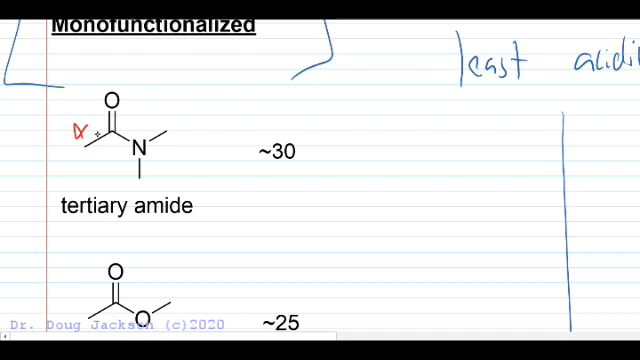 Monofunctionalized
least acidi
O
α
N
~30
tertiary amide
O
O
~25
Dr. Doug Jackson (c)2020